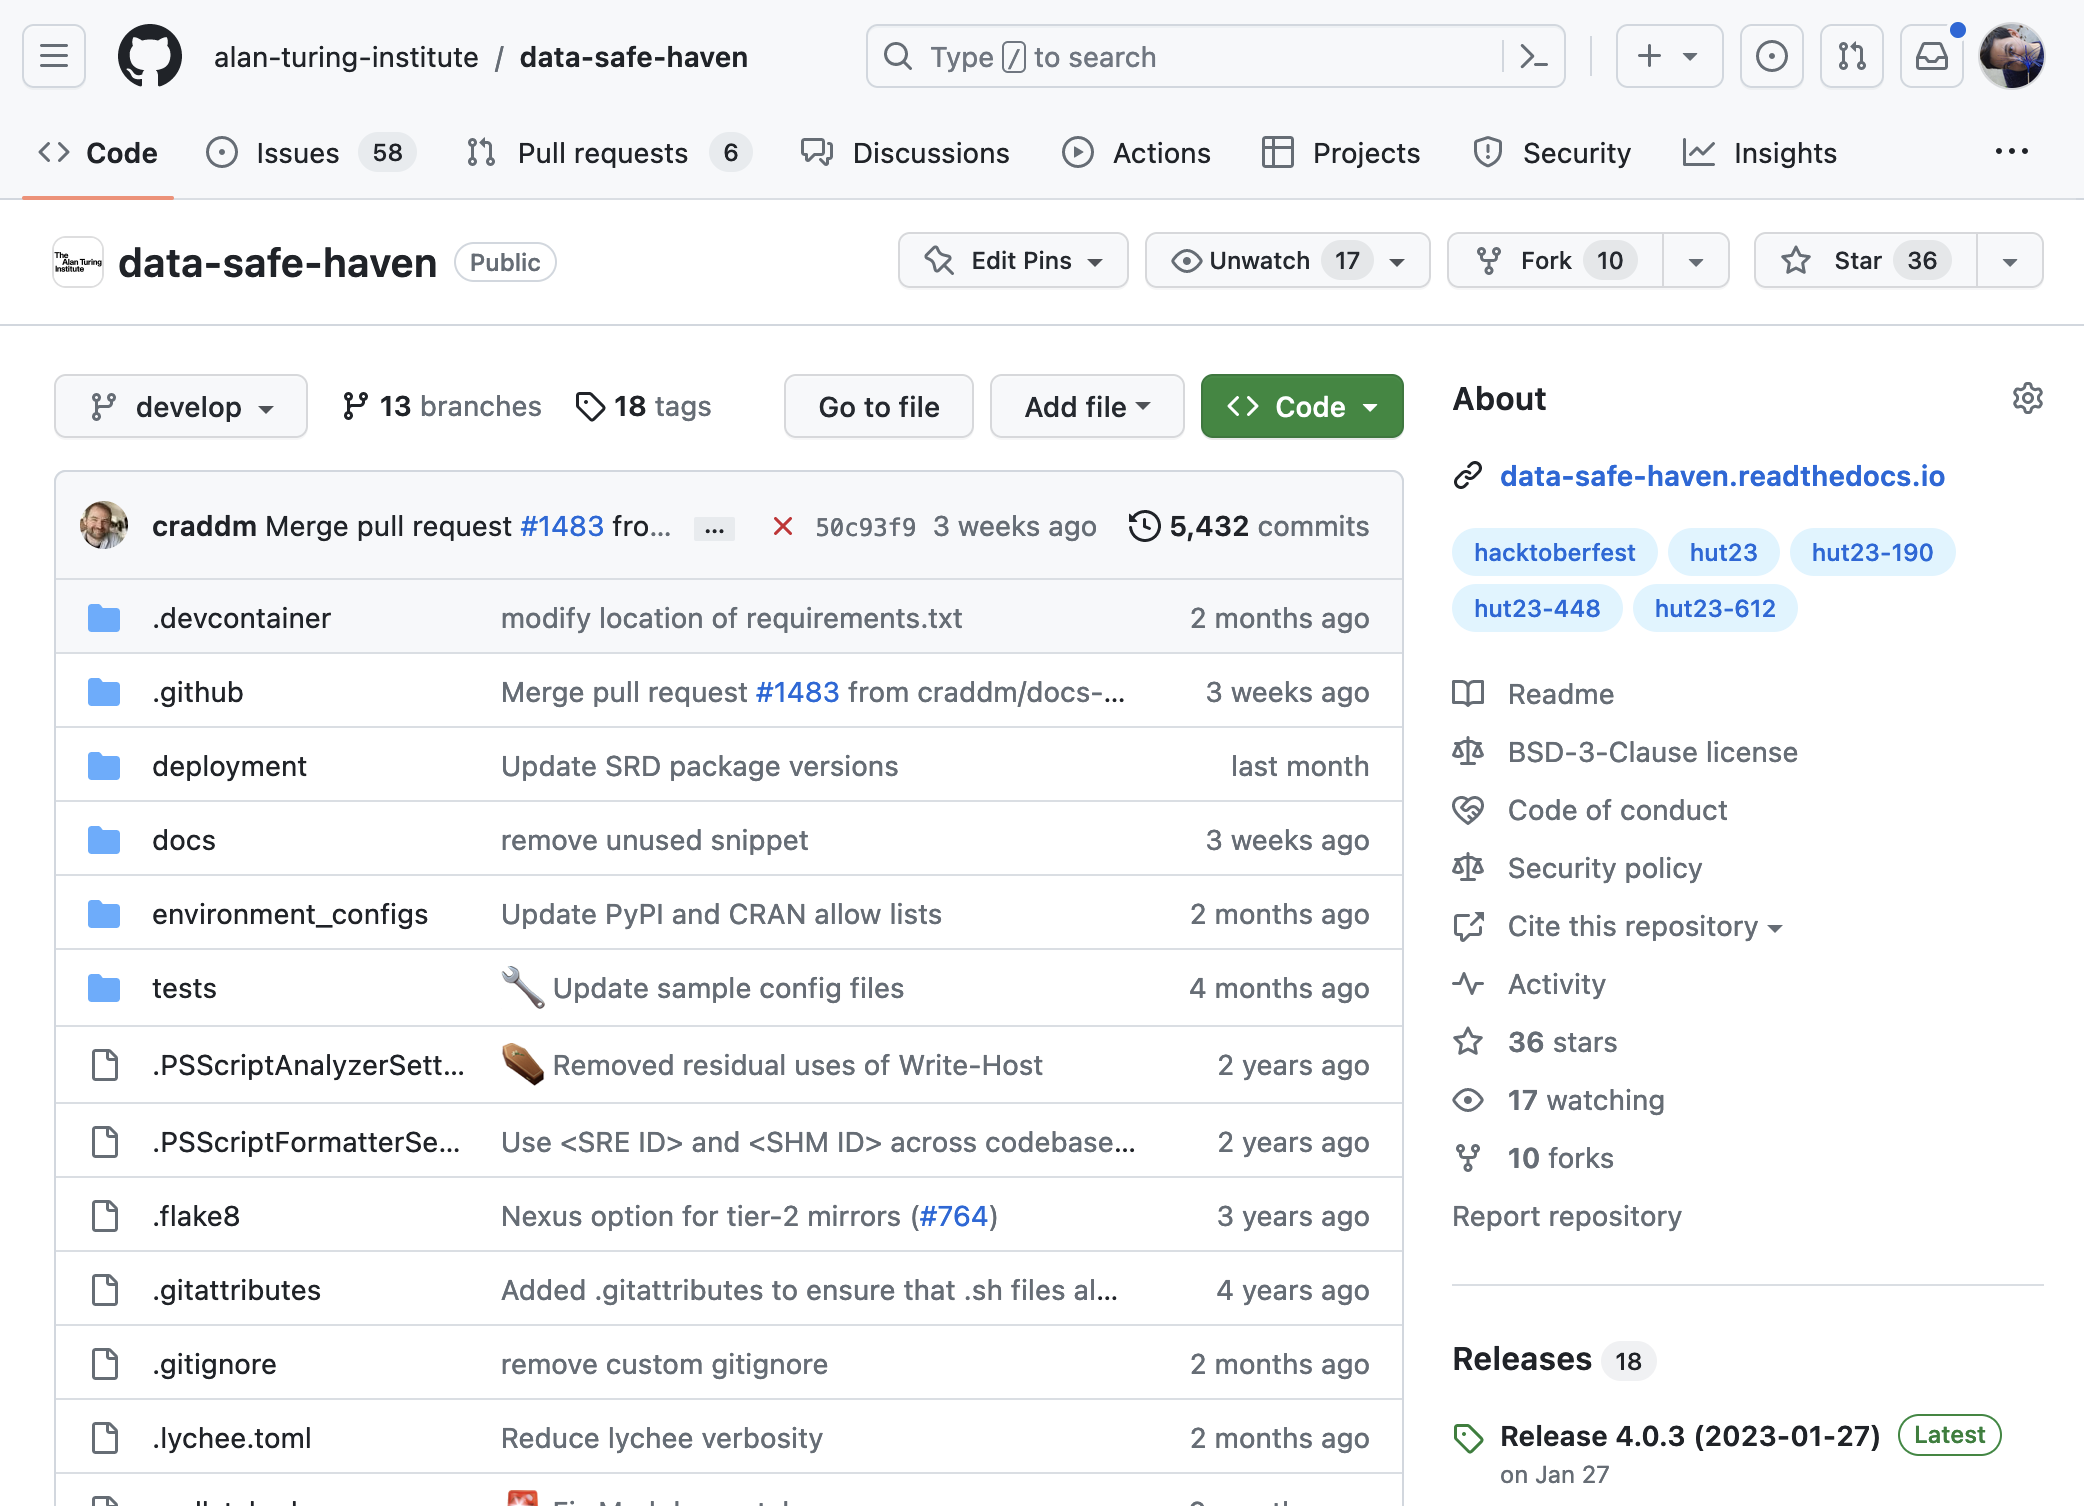 alan-turing-institute / data-safe-haven
Type / to search
Code
Issues 58
Pull requests 6
Discussions
Actions
Projects
Security
Insights
The Alan Turing Institute
data-safe-haven Public
Edit Pins
Unwatch 17
Fork 10
Star 36
develop
13 branches
18 tags
Go to file
Add file
Code
craddm Merge pull request #1483 fro... ... 50c93f9 3 weeks ago 5,432 commits
.devcontainer modify location of requirements.txt 2 months ago
.github Merge pull request #1483 from craddm/docs-... 3 weeks ago
deployment Update SRD package versions last month
docs remove unused snippet 3 weeks ago
environment_configs Update PyPI and CRAN allow lists 2 months ago
tests 🔧 Update sample config files 4 months ago
.PSScriptAnalyzerSett... ⚰️ Removed residual uses of Write-Host 2 years ago
.PSScriptFormatterSe... Use <SRE ID> and <SHM ID> across codebase... 2 years ago
.flake8 Nexus option for tier-2 mirrors (#764) 3 years ago
.gitattributes Added .gitattributes to ensure that .sh files al... 4 years ago
.gitignore remove custom gitignore 2 months ago
.lychee.toml Reduce lychee verbosity 2 months ago
About
data-safe-haven.readthedocs.io
hacktoberfest hut23 hut23-190
hut23-448 hut23-612
Readme
BSD-3-Clause license
Code of conduct
Security policy
Cite this repository
Activity
36 stars
17 watching
10 forks
Report repository
Releases 18
Release 4.0.3 (2023-01-27) Latest
on Jan 27